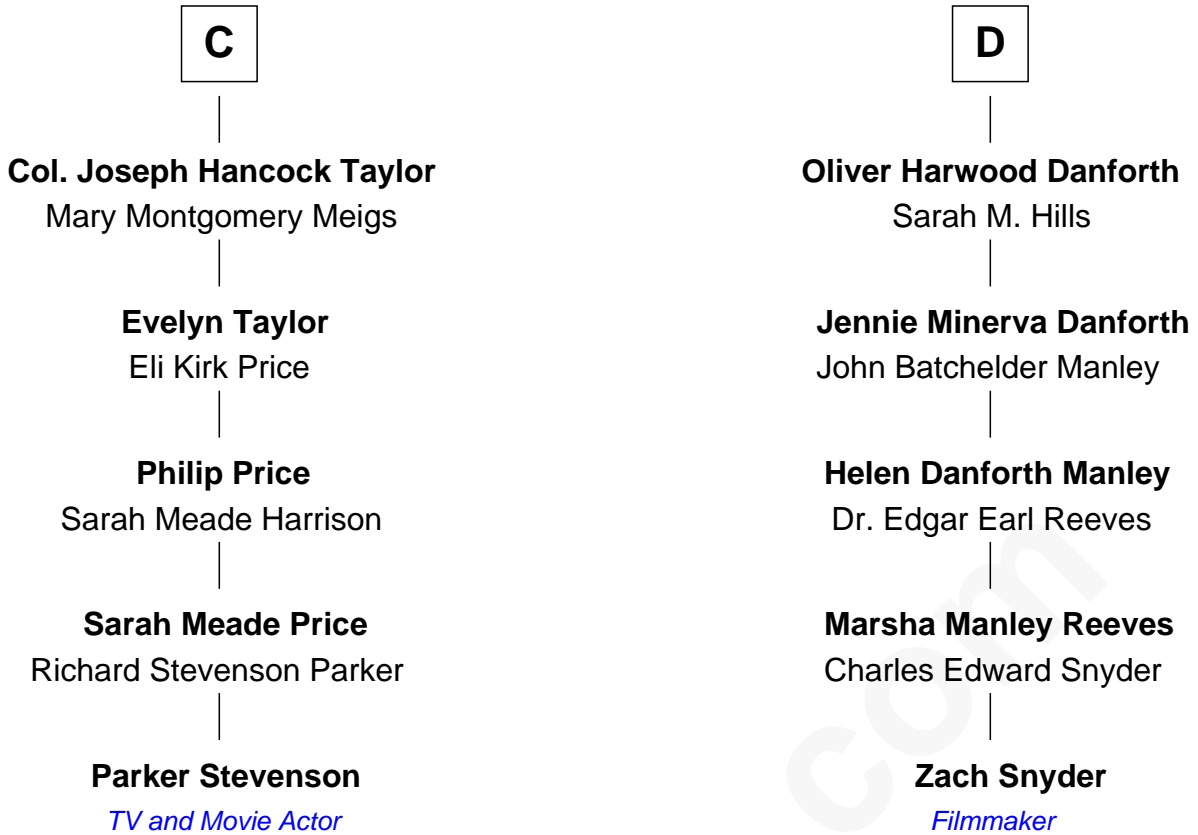 C
Col. Joseph Hancock Taylor
Mary Montgomery Meigs
Evelyn Taylor
Eli Kirk Price
Philip Price
Sarah Meade Harrison
Sarah Meade Price
Richard Stevenson Parker
Parker Stevenson
TV and Movie Actor
D
Oliver Harwood Danforth
Sarah M. Hills
Jennie Minerva Danforth
John Batchelder Manley
Helen Danforth Manley
Dr. Edgar Earl Reeves
Marsha Manley Reeves
Charles Edward Snyder
Zach Snyder
Filmmaker
com